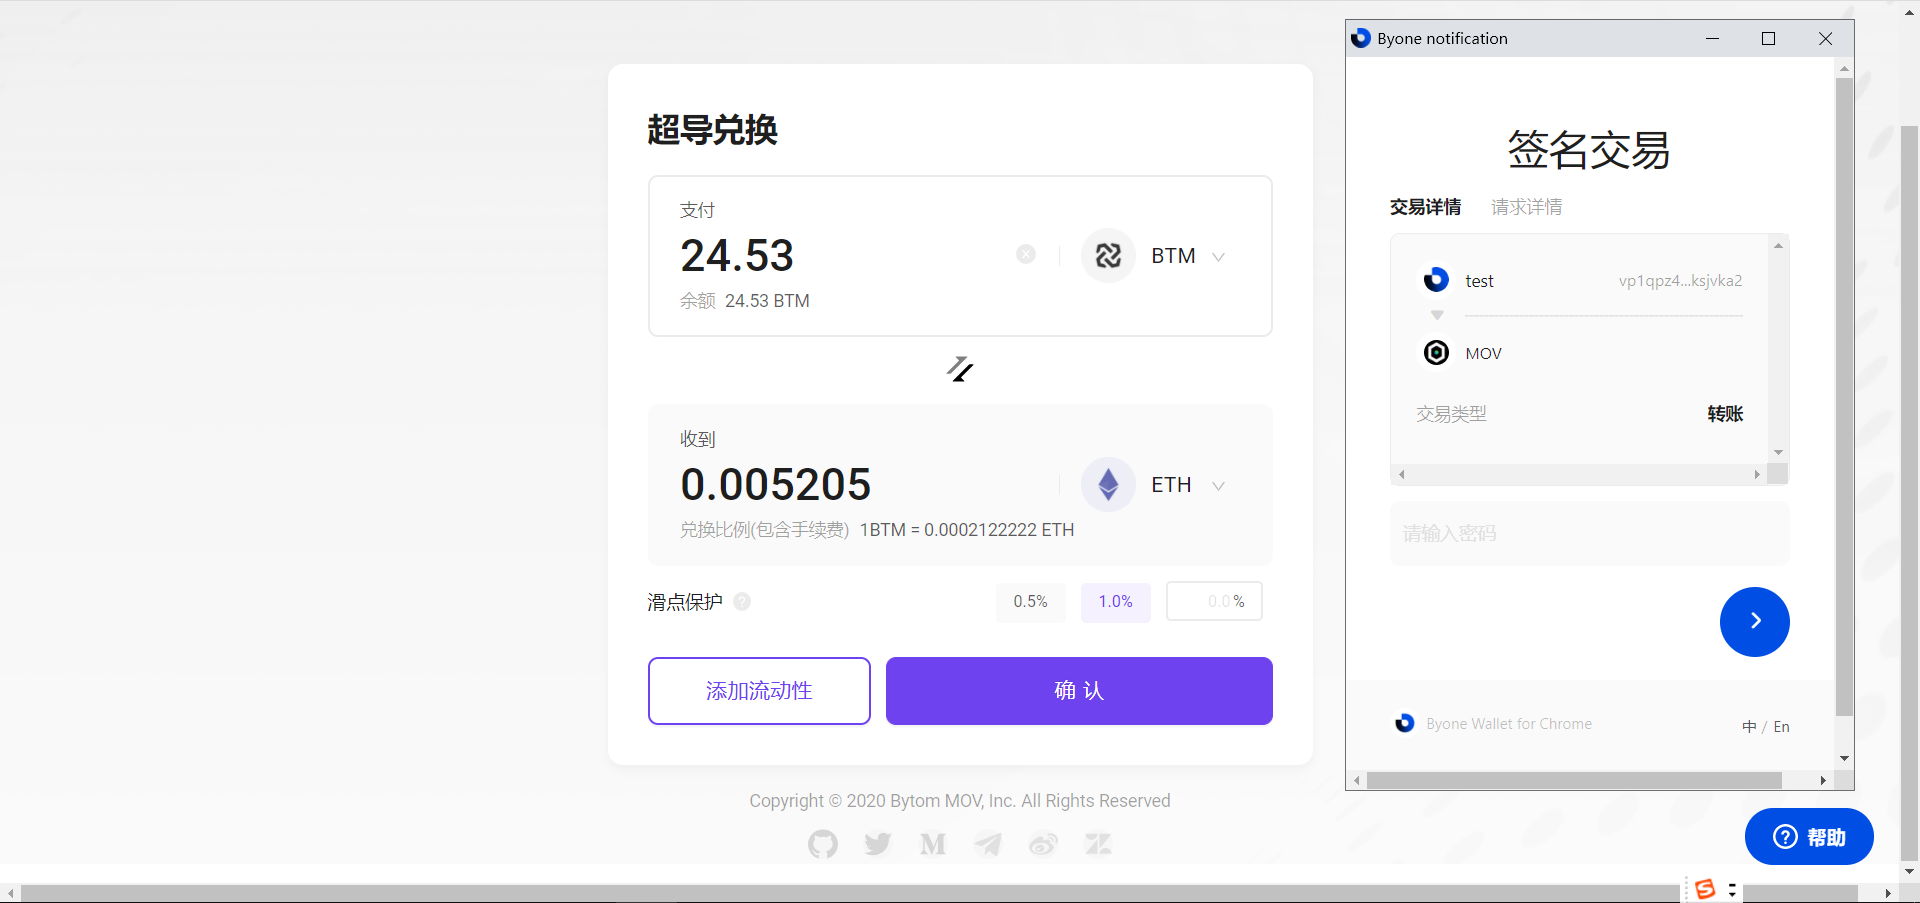 超导兑换
支付
24.53
BTM
余额 24.53 BTM
收到
0.005205
ETH
兑换比例(包含手续费) 1BTM = 0.0002122222 ETH
滑点保护 ?
0.5%
1.0%
0.0 %
添加流动性
确 认
Copyright © 2020 Bytom MOV, Inc. All Rights Reserved
Byone notification
签名交易
交易详情 请求详情
test vp1qpz4...ksjvka2
MOV
交易类型 转账
请输入密码
Byone Wallet for Chrome
中 / En
? 帮助